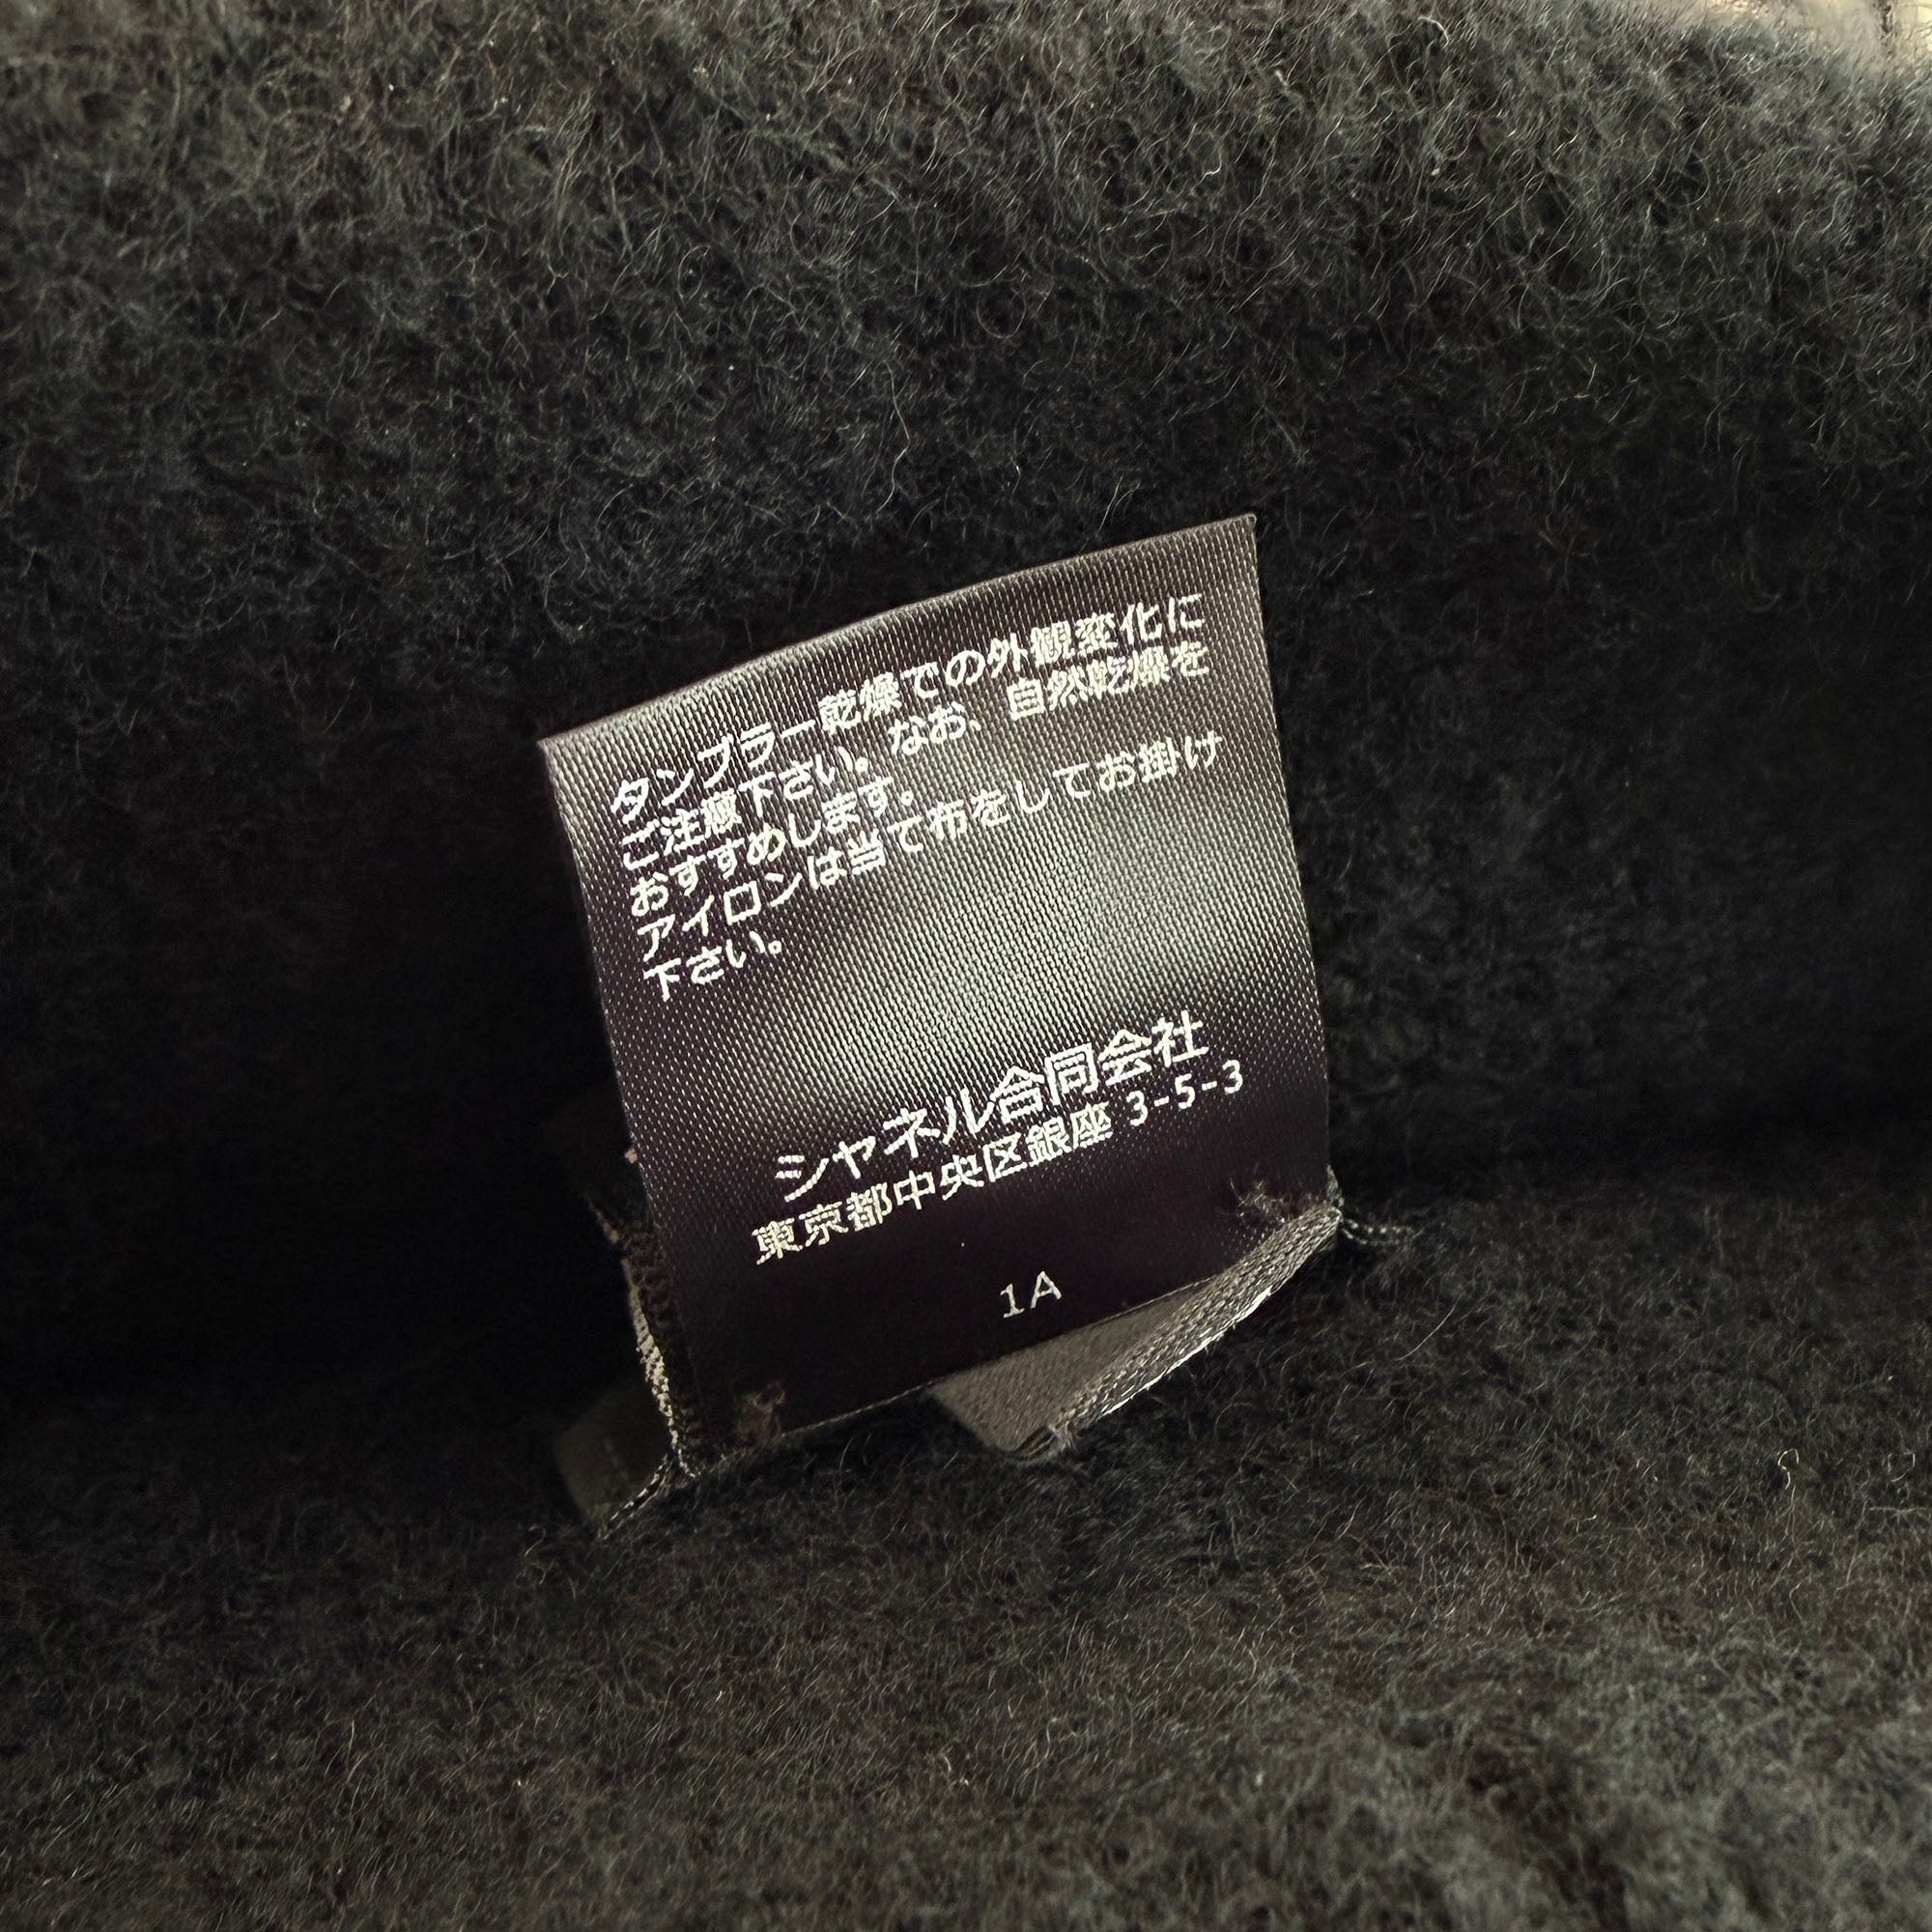 タンブラー乾燥での外観変化に
ご注意下さい。なお、自然乾燥を
おすすめします。
アイロンは当て布をしてお掛け
下さい。
シャネル合同会社
東京都中央区銀座 3-5-3
1A